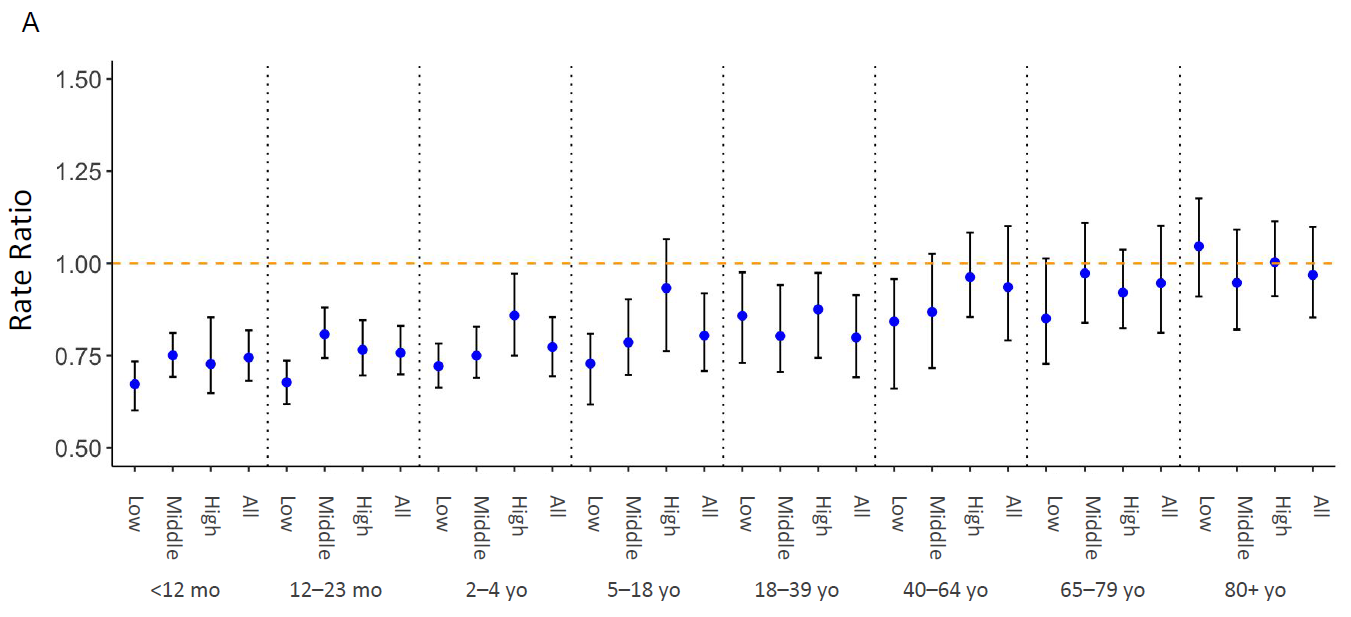 A
Rate Ratio
1.50
1.25
1.00
0.75
0.50
Low Middle High All Low Middle High All Low Middle High All Low Middle High All Low Middle High All Low Middle High All Low Middle High All Low Middle High All
<12 mo 12–23 mo 2–4 yo 5–18 yo 18–39 yo 40–64 yo 65–79 yo 80+ yo